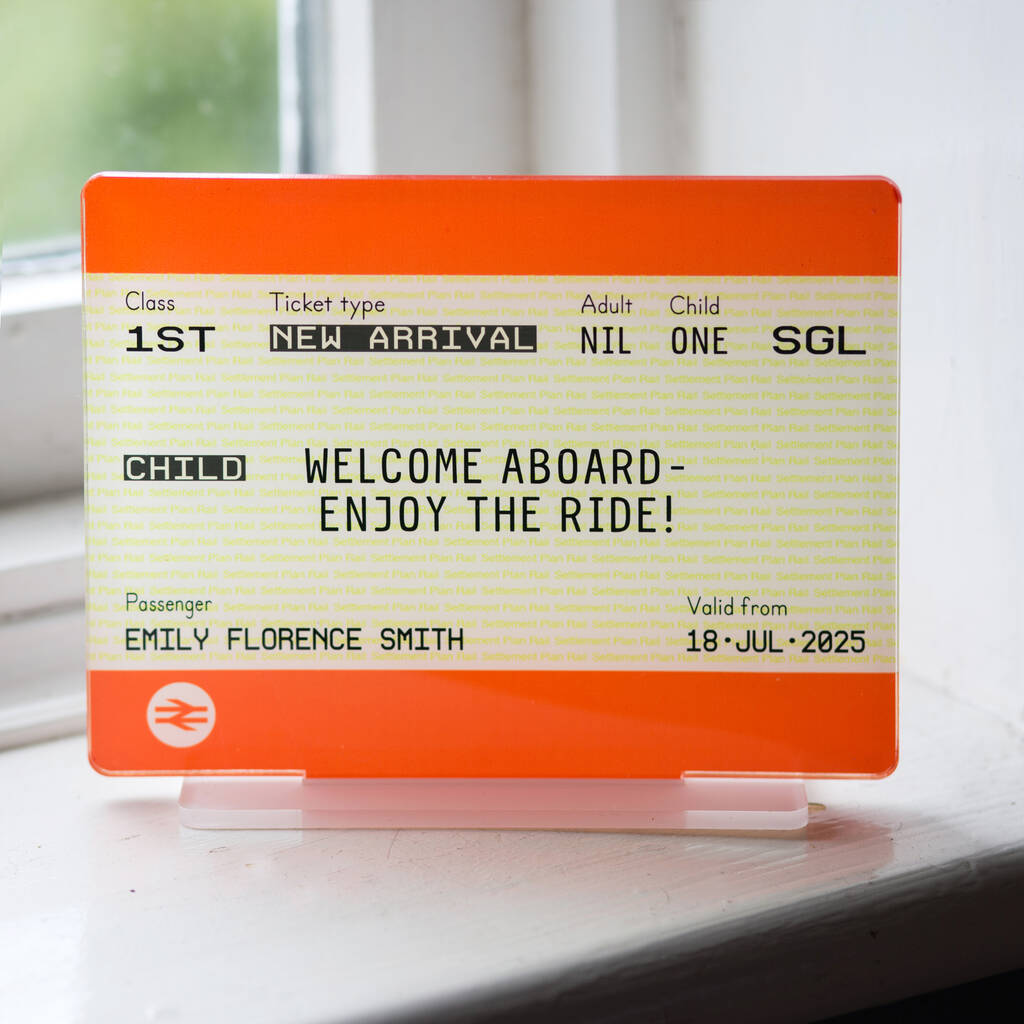 Class Ticket type Adult Child
1ST NEW ARRIVAL NIL ONE SGL
CHILD WELCOME ABOARD-
ENJOY THE RIDE!
Passenger Valid from
EMILY FLORENCE SMITH 18·JUL·2025